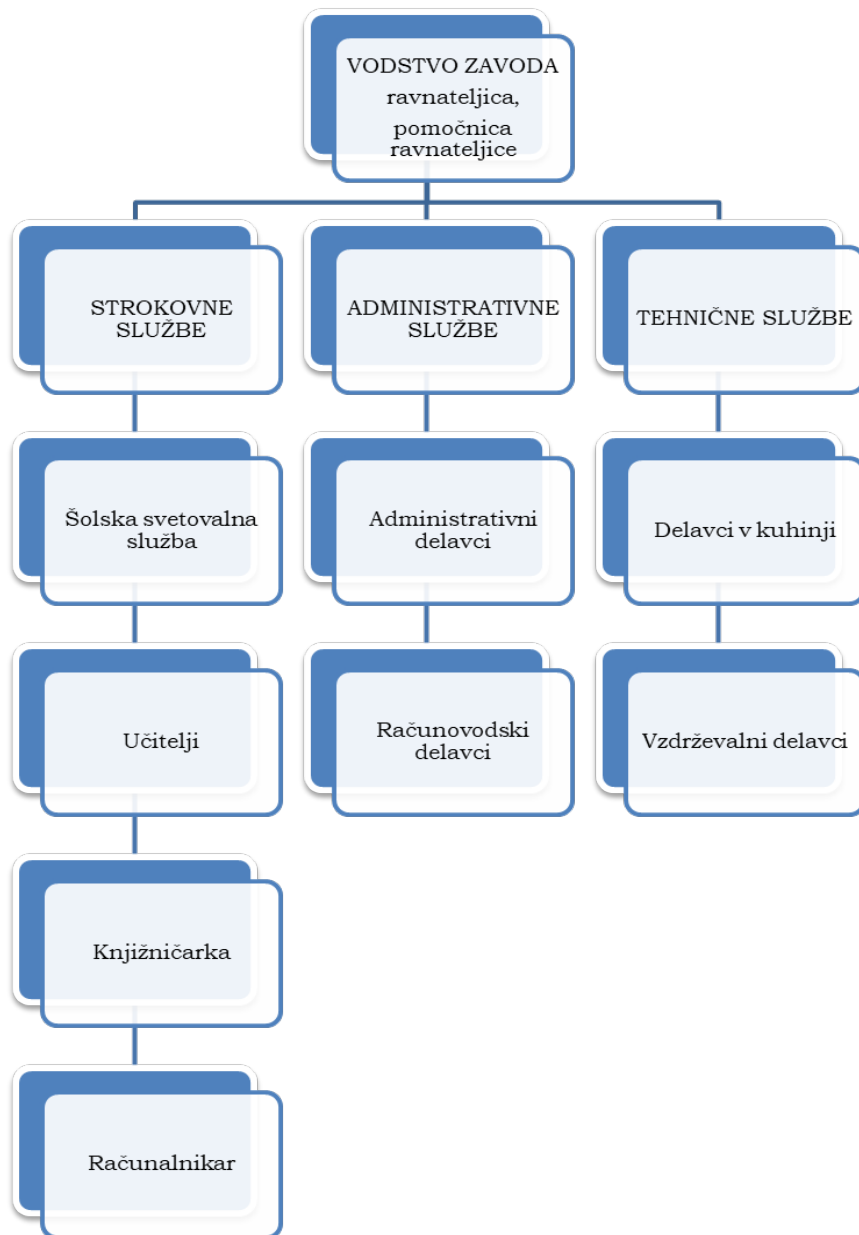 VODSTVO ZAVODA
ravnateljica,
pomočnica
ravnateljice
STROKOVNE
SLUŽBE
ADMINISTRATIVNE
SLUŽBE
TEHNIČNE SLUŽBE
Šolska svetovalna
služba
Administrativni
delavci
Delavci v kuhinji
Učitelji
Računovodski
delavci
Vzdrževalni delavci
Knjižničarka
Računalnikar